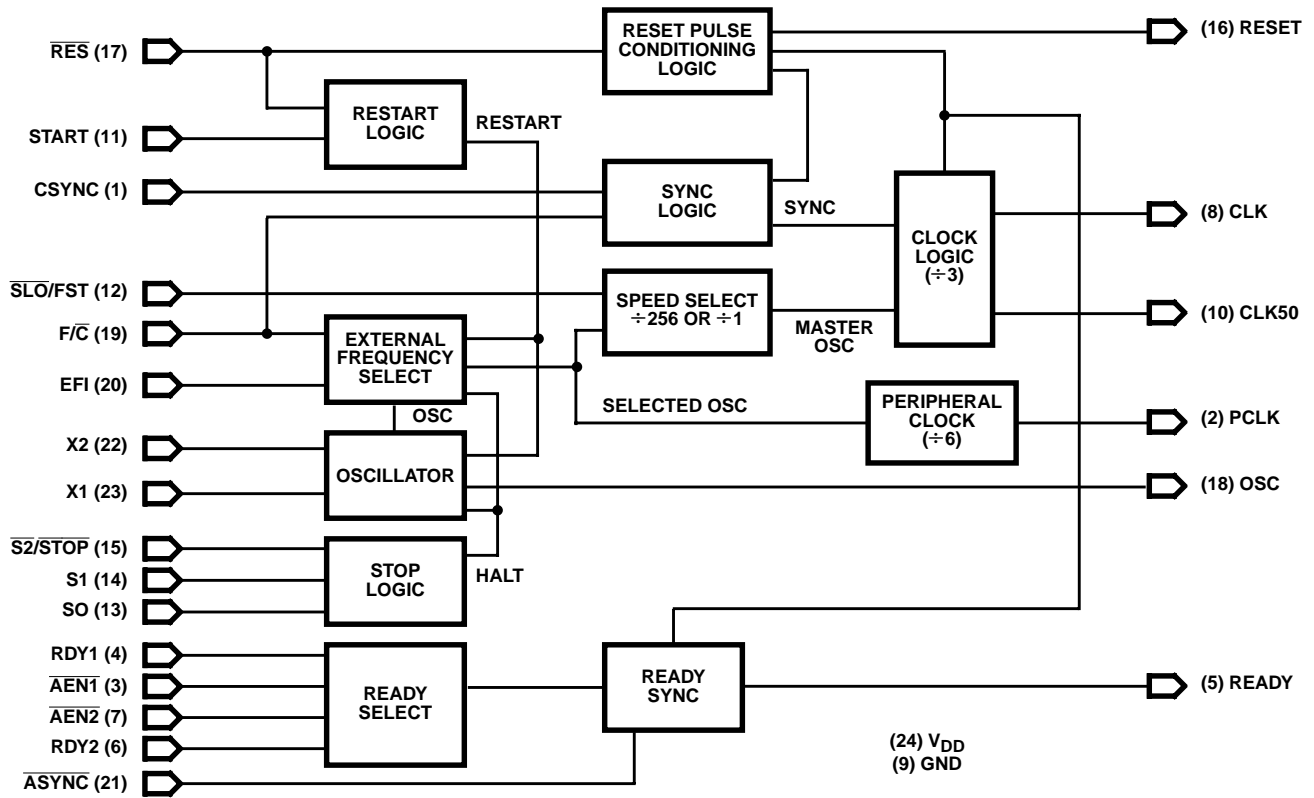 RES (17)
START (11)
CSYNC (1)
SLO/FST (12)
F/C (19)
EFI (20)
X2 (22)
X1 (23)
S2/STOP (15)
S1 (14)
SO (13)
RDY1 (4)
AEN1 (3)
AEN2 (7)
RDY2 (6)
ASYNC (21)
RESTART
LOGIC
RESTART
EXTERNAL
FREQUENCY
SELECT
OSC
OSCILLATOR
STOP
LOGIC
HALT
READY
SELECT
RESET PULSE
CONDITIONING
LOGIC
SYNC
LOGIC
SYNC
SPEED SELECT
÷256 OR ÷1
MASTER
OSC
SELECTED OSC
CLOCK
LOGIC
(÷3)
PERIPHERAL
CLOCK
(÷6)
READY
SYNC
(24) VDD
(9) GND
(16) RESET
(8) CLK
(10) CLK50
(2) PCLK
(18) OSC
(5) READY